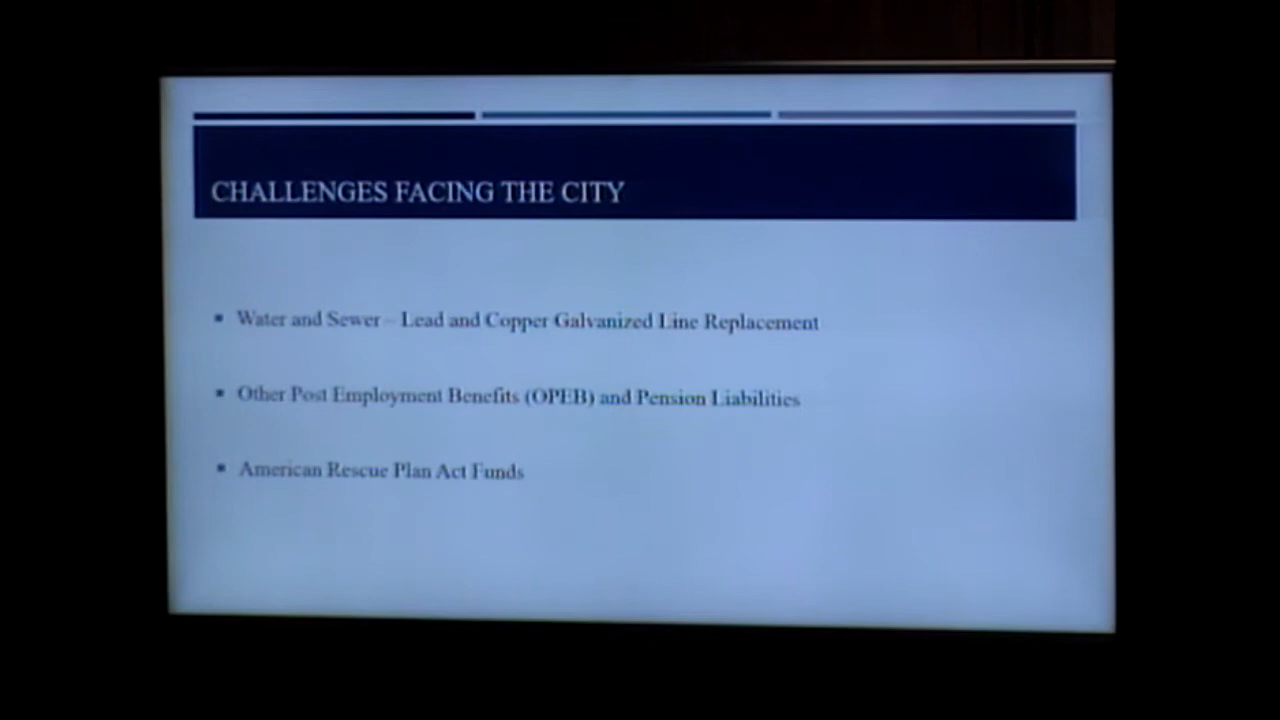 CHALLENGES FACING THE CITY
Water and Sewer – Lead and Copper Galvanized Line Replacement
Other Post Employment Benefits (OPEB) and Pension Liabilities
American Rescue Plan Act Funds